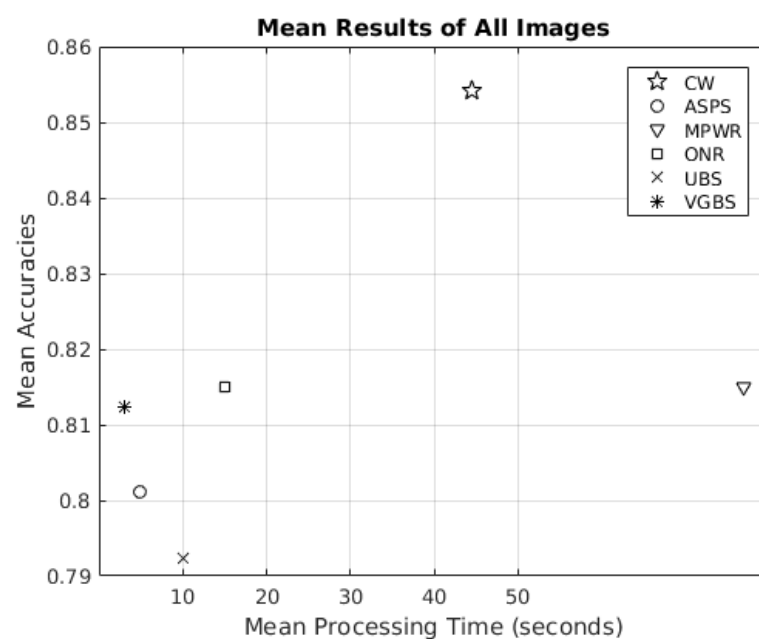 Mean Results of All Images
0.86
0.85
0.84
0.83
0.82
0.81
0.8
0.79
Mean Accuracies
CW
ASPS
MPWR
ONR
UBS
VGBS
10 20 30 40 50
Mean Processing Time (seconds)